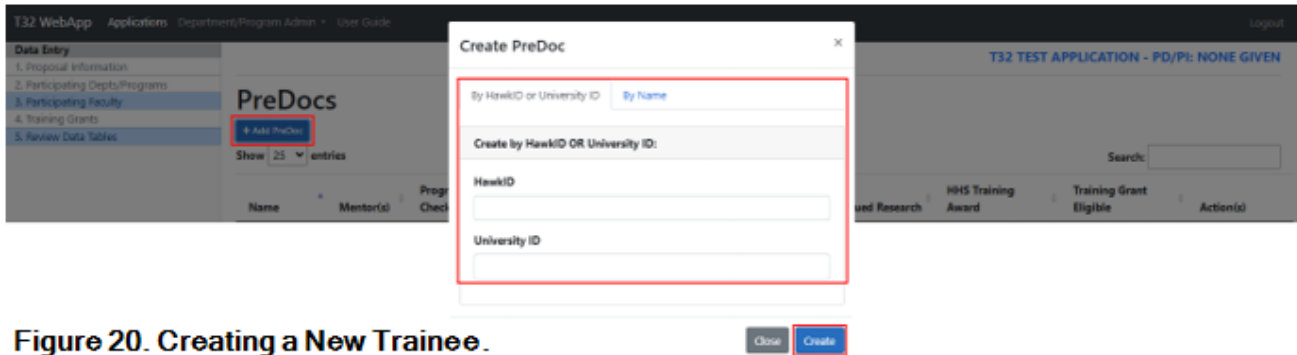 T32 WebApp Applications Department/Program Admin User Guide Logout
Data Entry
1. Proposal Information
2. Participating Depts/Programs
3. Participating Faculty
4. Training Grants
5. Review Data Tables
T32 TEST APPLICATION - PD/PI: NONE GIVEN
PreDocs
+ Add PreDoc
Show 25 entries
Search:
Name Mentor(s) Progr Check ued Research HHS Training Award Training Grant Eligible Action(s)
Create PreDoc ×
By HawkID or University ID By Name
Create by HawkID OR University ID:
HawkID
University ID
Close Create
Figure 20. Creating a New Trainee.